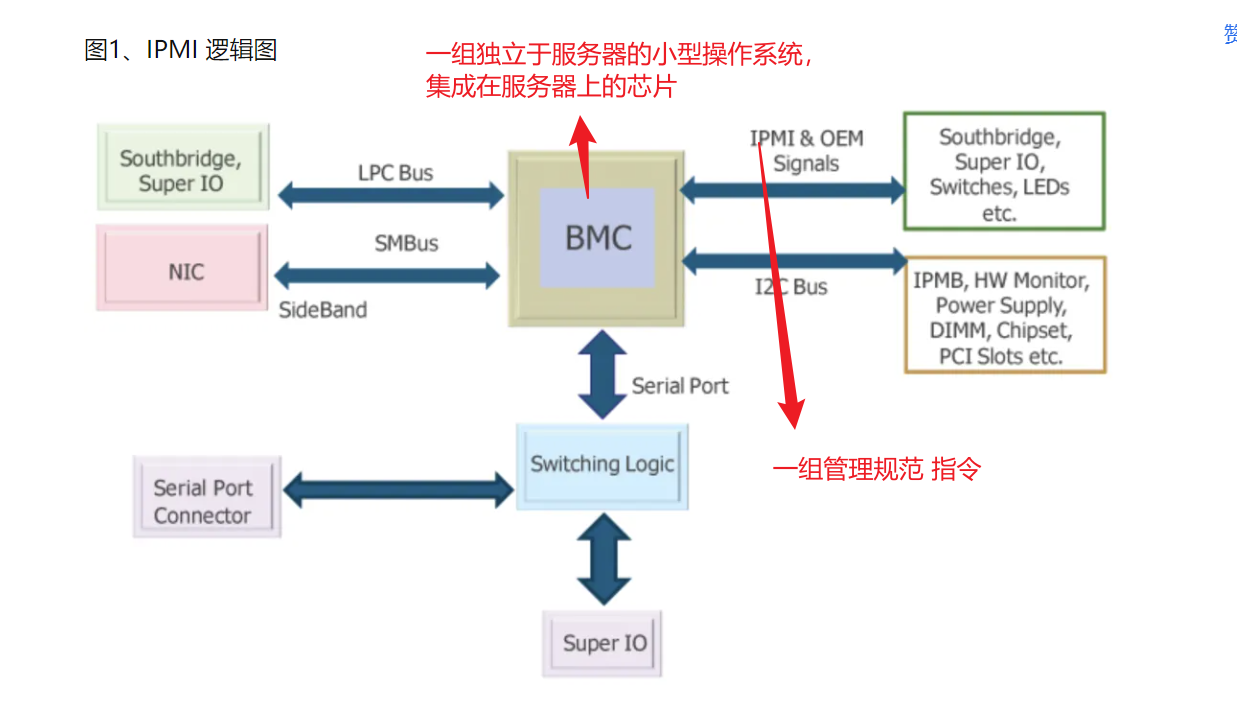 图1、IPMI 逻辑图
一组独立于服务器的小型操作系统，
集成在服务器上的芯片
赞
Southbridge,
Super IO
LPC Bus
IPMI & OEM
Signals
Southbridge,
Super IO,
Switches, LEDs
etc.
BMC
NIC
SMBus
SideBand
I2C Bus
IPMB, HW Monitor,
Power Supply,
DIMM, Chipset,
PCI Slots etc.
Serial Port
Switching Logic
一组管理规范 指令
Serial Port
Connector
Super IO